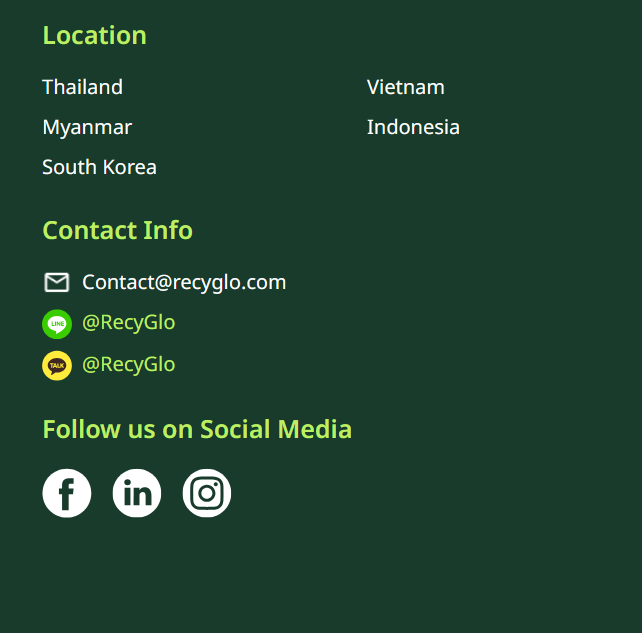 Location
Thailand Vietnam
Myanmar Indonesia
South Korea
Contact Info
Contact@recyglo.com
LINE @RecyGlo
TALK @RecyGlo
Follow us on Social Media
f in